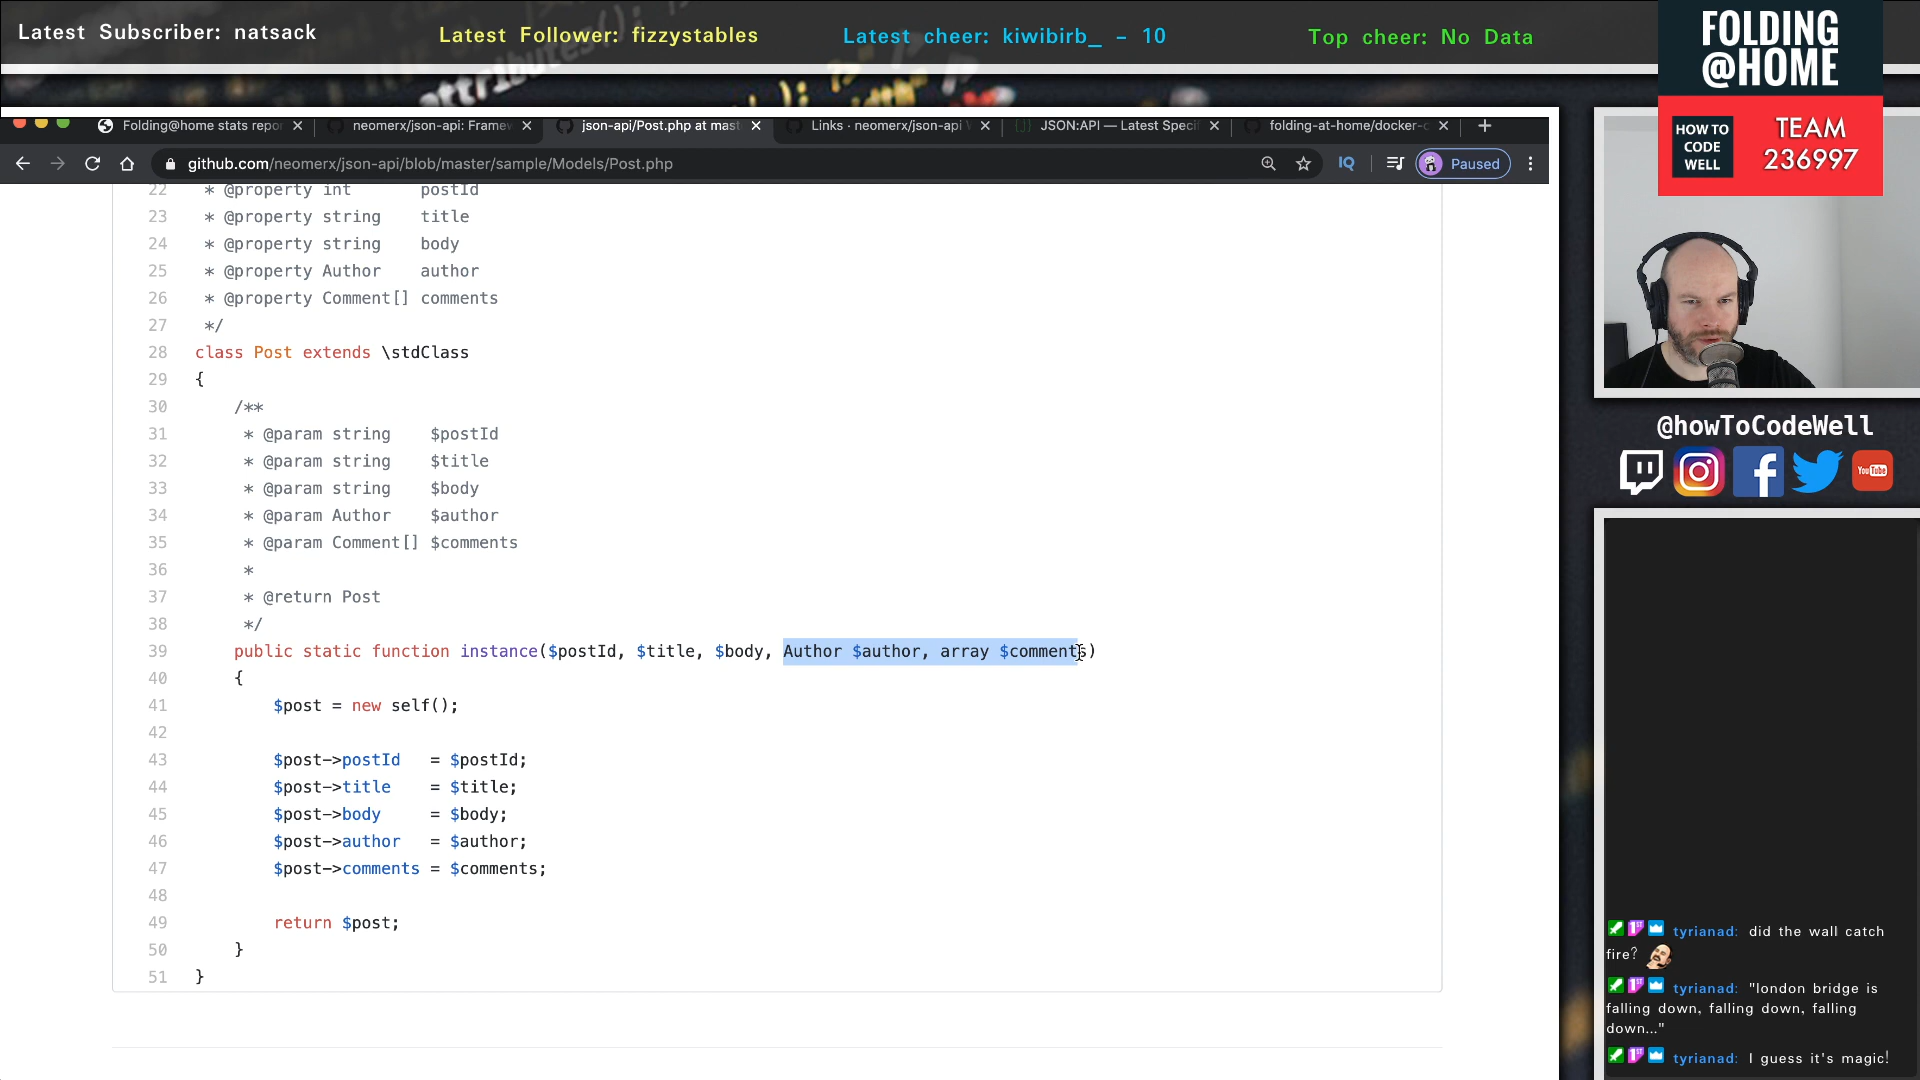 Latest Subscriber: natsack
Latest Follower: fizzystables
Latest cheer: kiwibirb_ - 10
Top cheer: No Data
FOLDING
@HOME
HOW TO
CODE
WELL
TEAM
236997
attributes();
Folding@home stats repo
neomerx/json-api: Framew
json-api/Post.php at mast
Links · neomerx/json-api
JSON:API — Latest Speci
folding-at-home/docker-c
github.com/neomerx/json-api/blob/master/sample/Models/Post.php
IQ
Paused
22 * @property int postId
23 * @property string title
24 * @property string body
25 * @property Author author
26 * @property Comment[] comments
27 */
28 class Post extends \stdClass
29 {
30 /**
31 * @param string $postId
32 * @param string $title
33 * @param string $body
34 * @param Author $author
35 * @param Comment[] $comments
36 *
37 * @return Post
38 */
39 public static function instance($postId, $title, $body, Author $author, array $comments)
40 {
41 $post = new self();
42
43 $post->postId = $postId;
44 $post->title = $title;
45 $post->body = $body;
46 $post->author = $author;
47 $post->comments = $comments;
48
49 return $post;
50 }
51 }
@howToCodeWell
You Tube
tyrianad: did the wall catch
fire?
tyrianad: "london bridge is
falling down, falling down, falling
down..."
tyrianad: I guess it's magic!